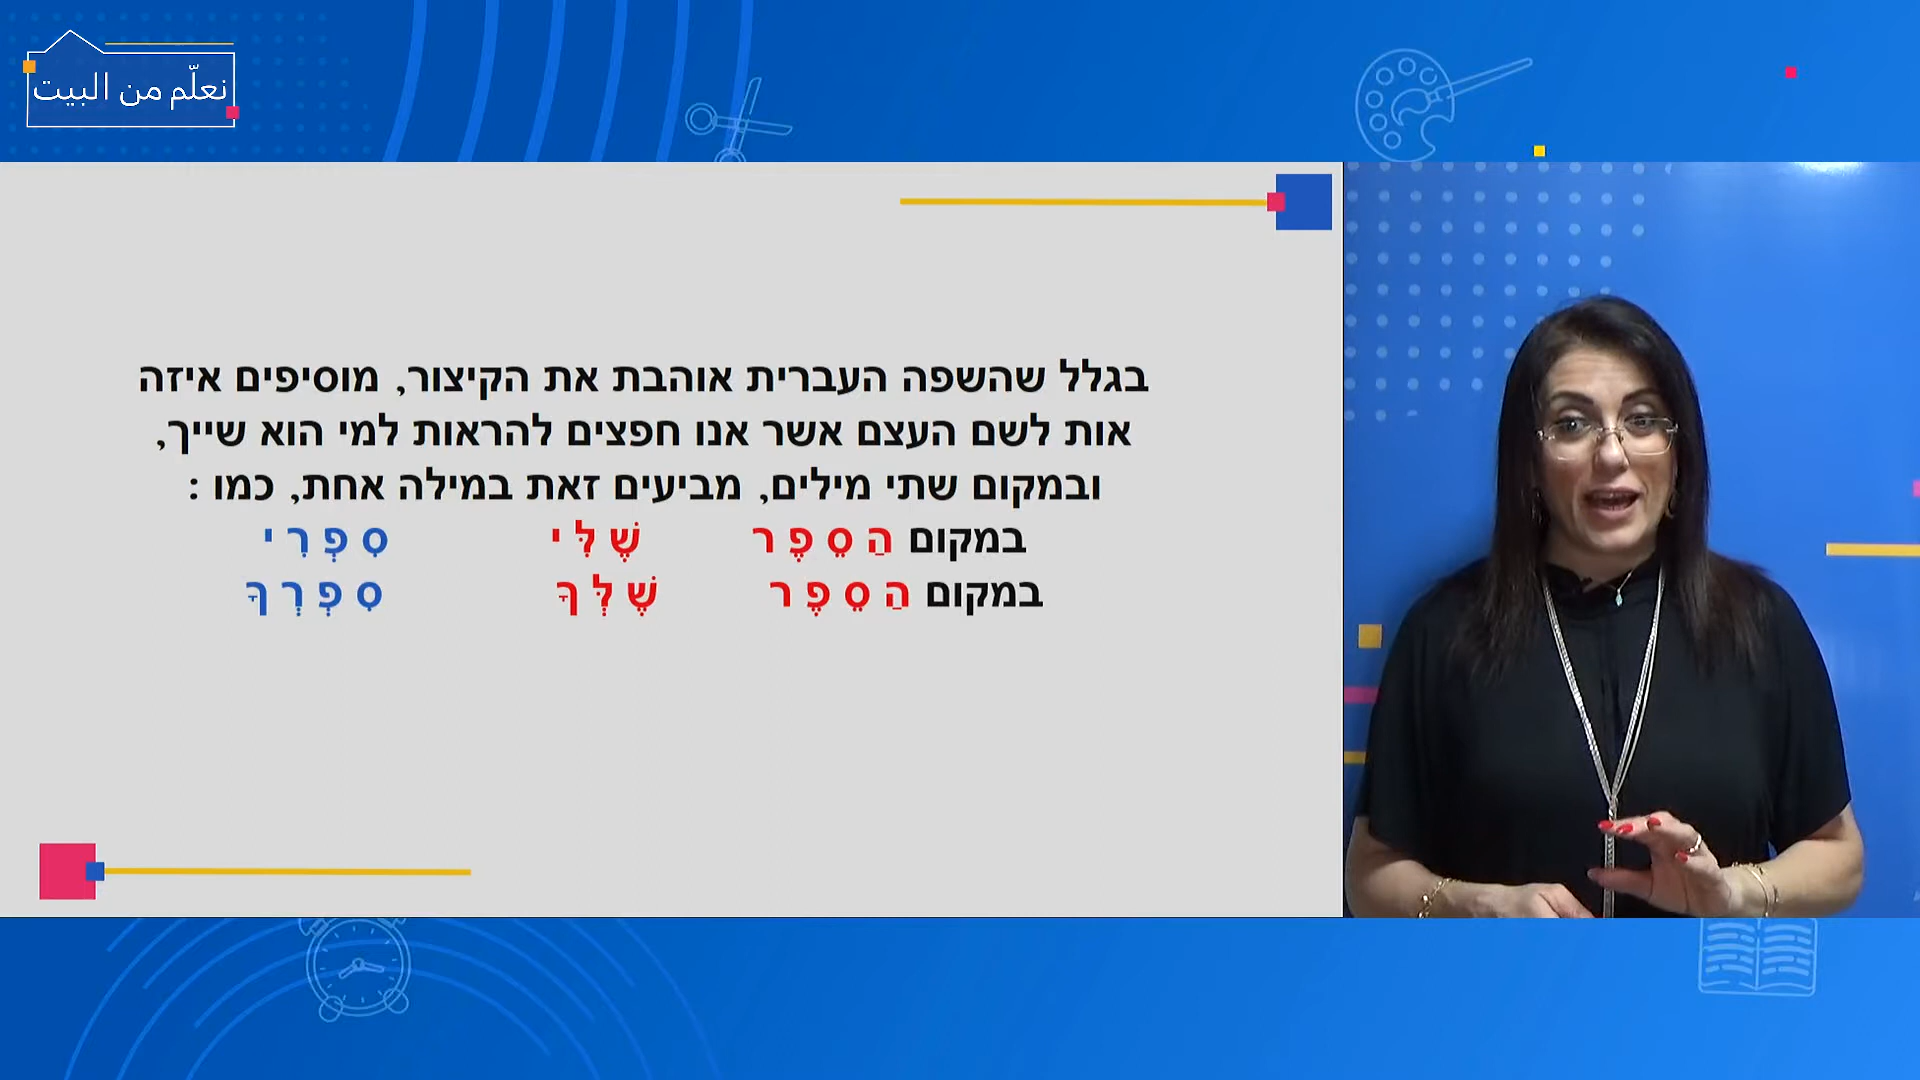 نعلّم من البيت
בגלל שהשפה העברית אוהבת את הקיצור, מוסיפים איזה
אות לשם העצם אשר אנו חפצים להראות למי הוא שייך,
ובמקום שתי מילים, מביעים זאת במילה אחת, כמו :
במקום הַ סֵ פֶ ר שֶׁ לִּ י סִ פְ רִ י
במקום הַ סֵ פֶ ר שֶׁ לְּ ךָ סִ פְ רְ ךָ